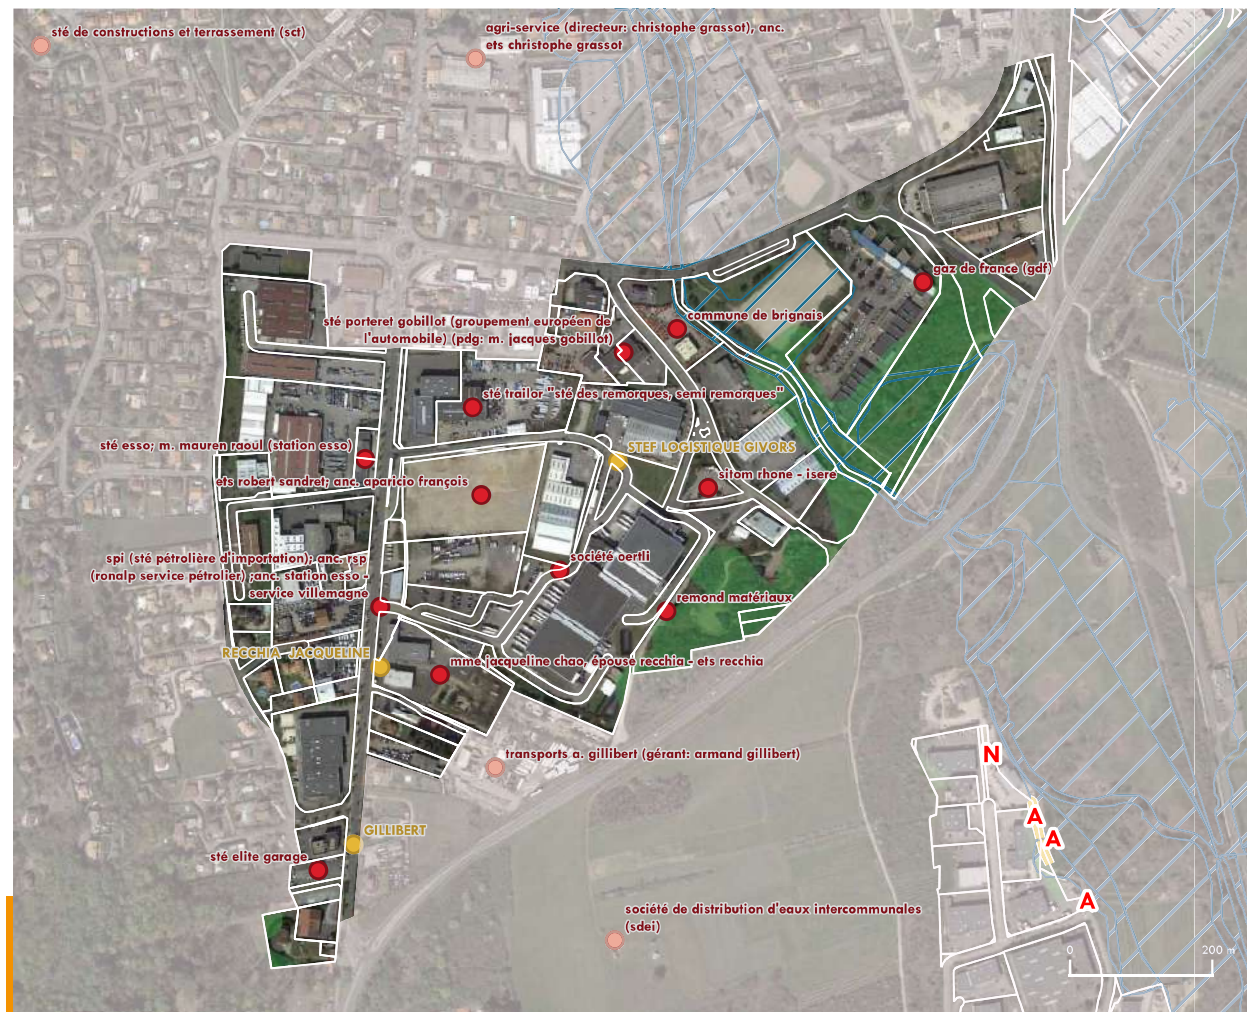 sté de constructions et terrassement (sct)
agri-service (directeur: christophe grassot), anc.
ets christophe grassot
gaz de france (gdf)
commune de brignais
sté porteret gobillot (groupement européen de
l'automobile) (pdg: m. jacques gobillot)
sté trailor "sté des remorques, semi remorques"
sté esso; m. mauren raoul (station esso)
STEF LOGISTIQUE GIVORS
ets robert sandret; anc. aparicio françois
sitom rhone - isere
spi (sté pétrolière d'importation); anc. rsp
(ronalp service pétrolier) ;anc. station esso -
service villemagne
société oertli
remond matériaux
RECCHIA JACQUELINE
mme jacqueline chao, épouse recchia - ets recchia
transports a. gillibert (gérant: armand gillibert)
N
A
A
GILLIBERT
sté elite garage
A
société de distribution d'eaux intercommunales
(sdei)
0 200 m